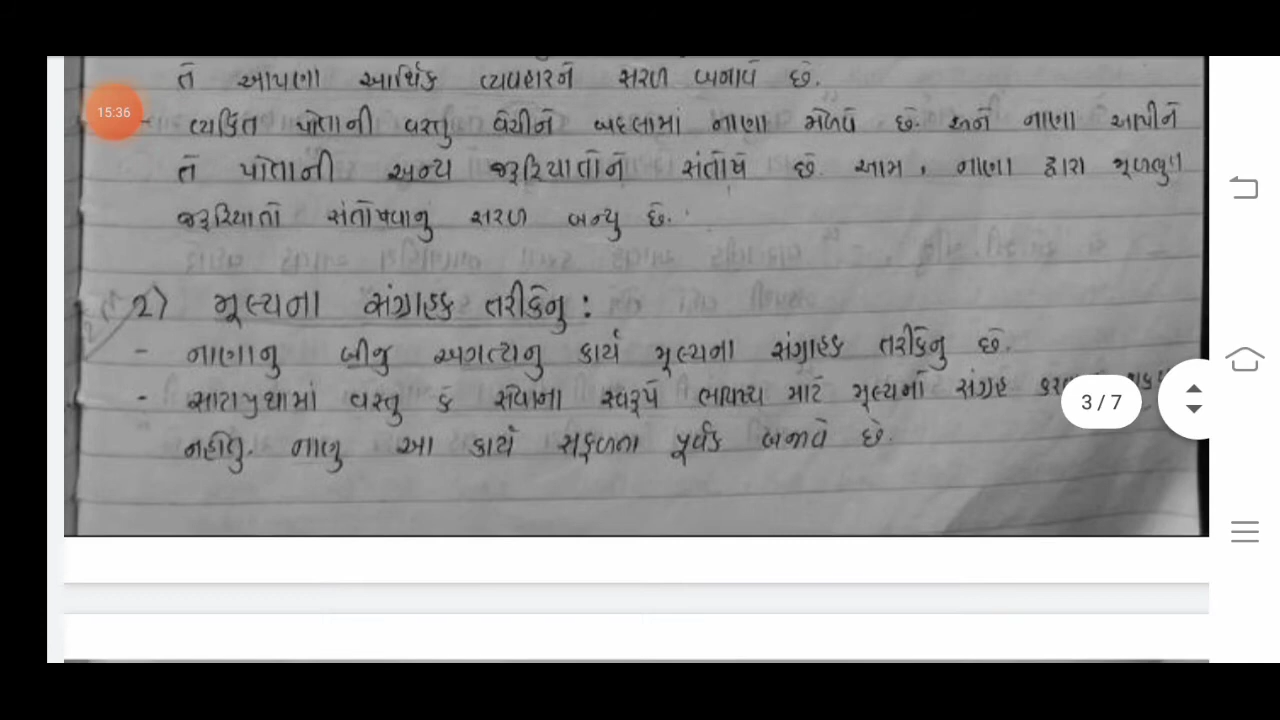 તે આપણા આર્થિક વ્યવહારને સરળ બનાવે છે.
15:36
- વ્યકિત પોતાની વસ્તુ વેચીને બદલામાં નાણા મેળવે છે. અને નાણા આપીને
તે પોતાની અન્ય જરૂરિયાતોને સંતોષે છે. આમ, નાણા દ્વારા મૂળભુત
જરૂરિયાતો સંતોષવાનુ સરળ બન્યુ છે.
2) મૂલ્યના સંગ્રાહક તરીકેનુ :
- નાણાનુ બીજુ અગત્યનુ કાર્ય મૂલ્યના સંગ્રાહક તરીકેનુ છે.
- સાટાપ્રથામાં વસ્તુ કે સેવાના સ્વરૂપે ભવિષ્ય માટે મૂલ્યનો સંગ્રહ
3 / 7
નહોતુ. નાણુ આ કાર્ય સફળતા પૂર્વક બજાવે છે.